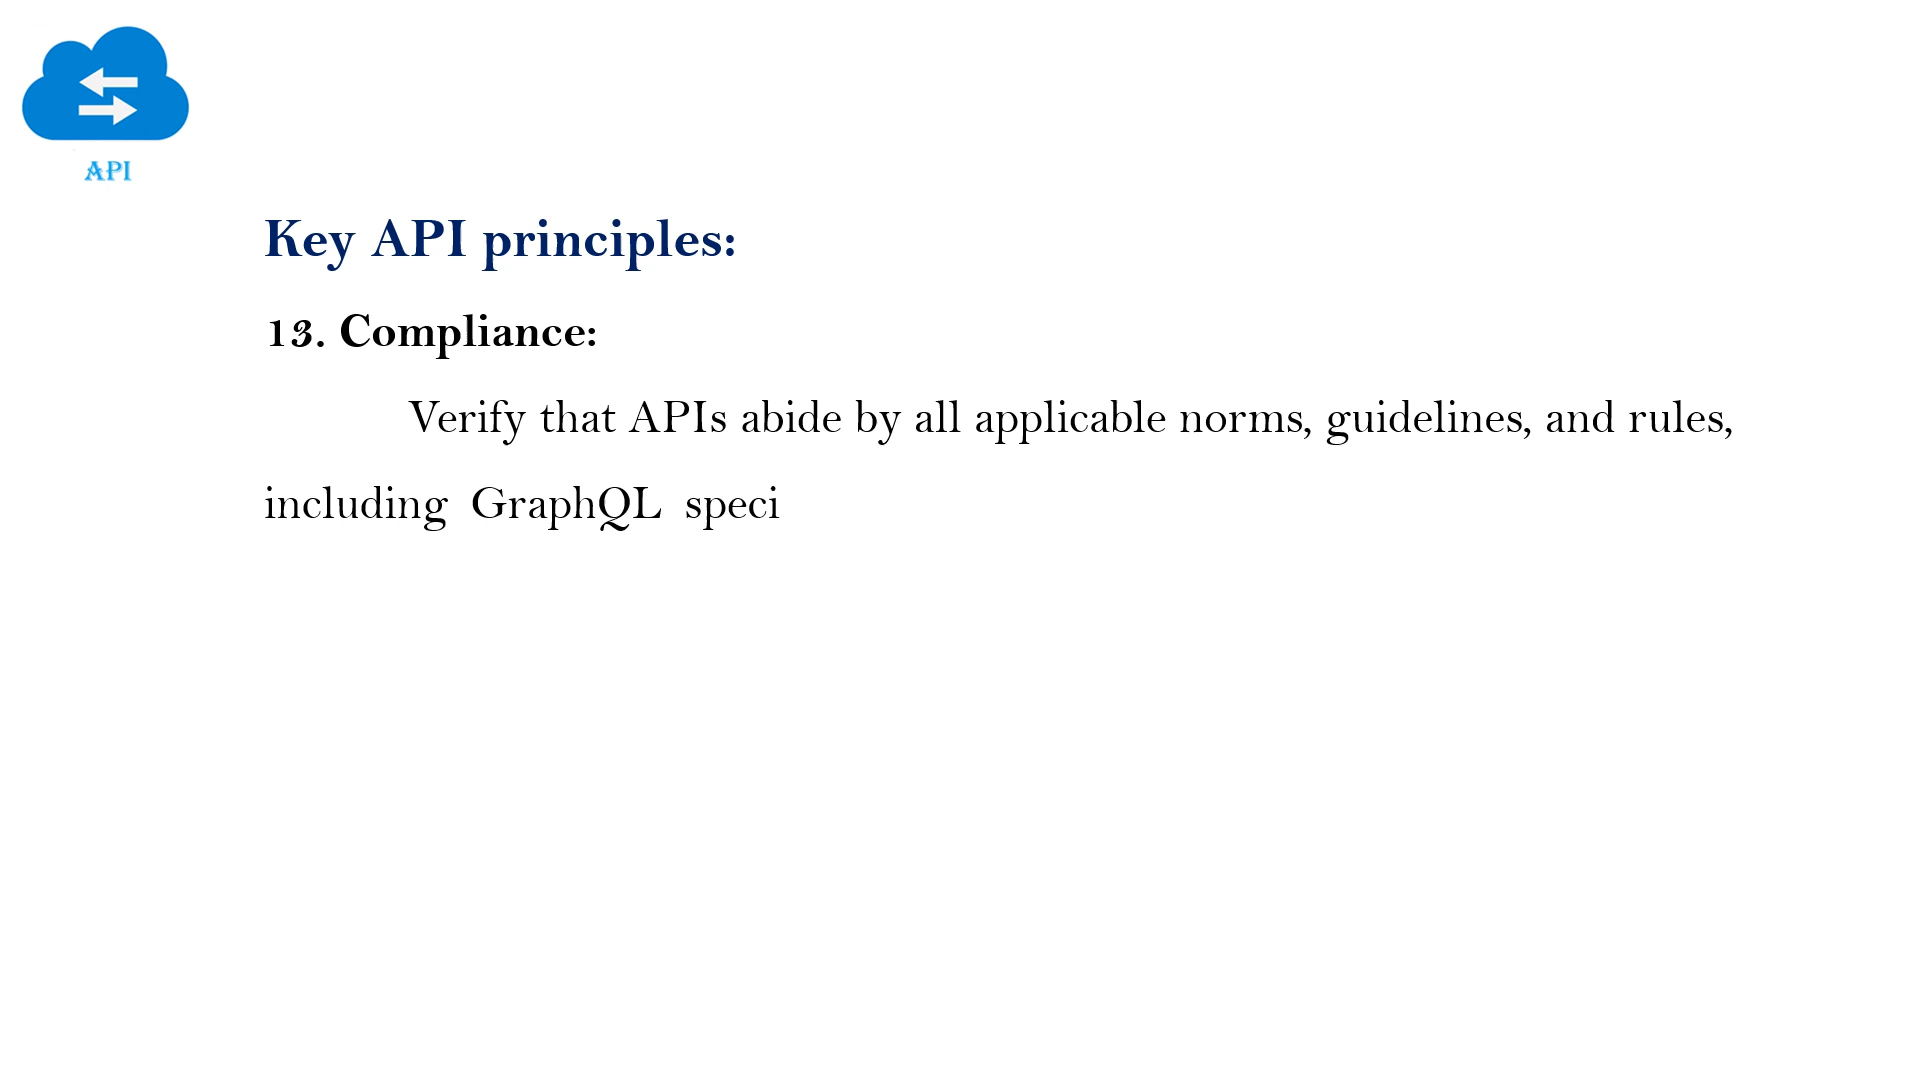 API
Key API principles:
13. Compliance:
Verify that APIs abide by all applicable norms, guidelines, and rules,
including GraphQL speci